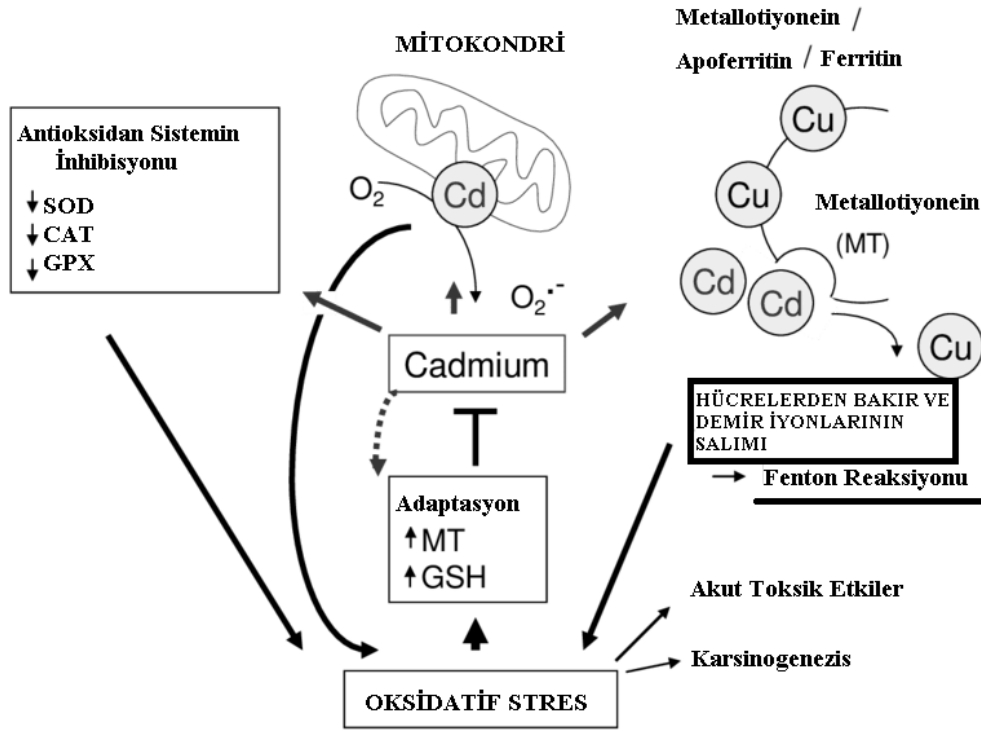 MİTOKONDRİ
Metallotiyonein /
Apoferritin / Ferritin
Antioksidan Sistemin
İnhibisyonu
↓ SOD
↓ CAT
↓ GPX
O₂
Cd
O₂·⁻
Cu
Cu
Metallotiyonein
(MT)
Cd
Cd
Cu
Cadmium
HÜCRELERDEN BAKIR VE
DEMİR İYONLARININ
SALIMI
→ Fenton Reaksiyonu
Adaptasyon
↑ MT
↑ GSH
Akut Toksik Etkiler
Karsinogenezis
OKSİDATİF STRES